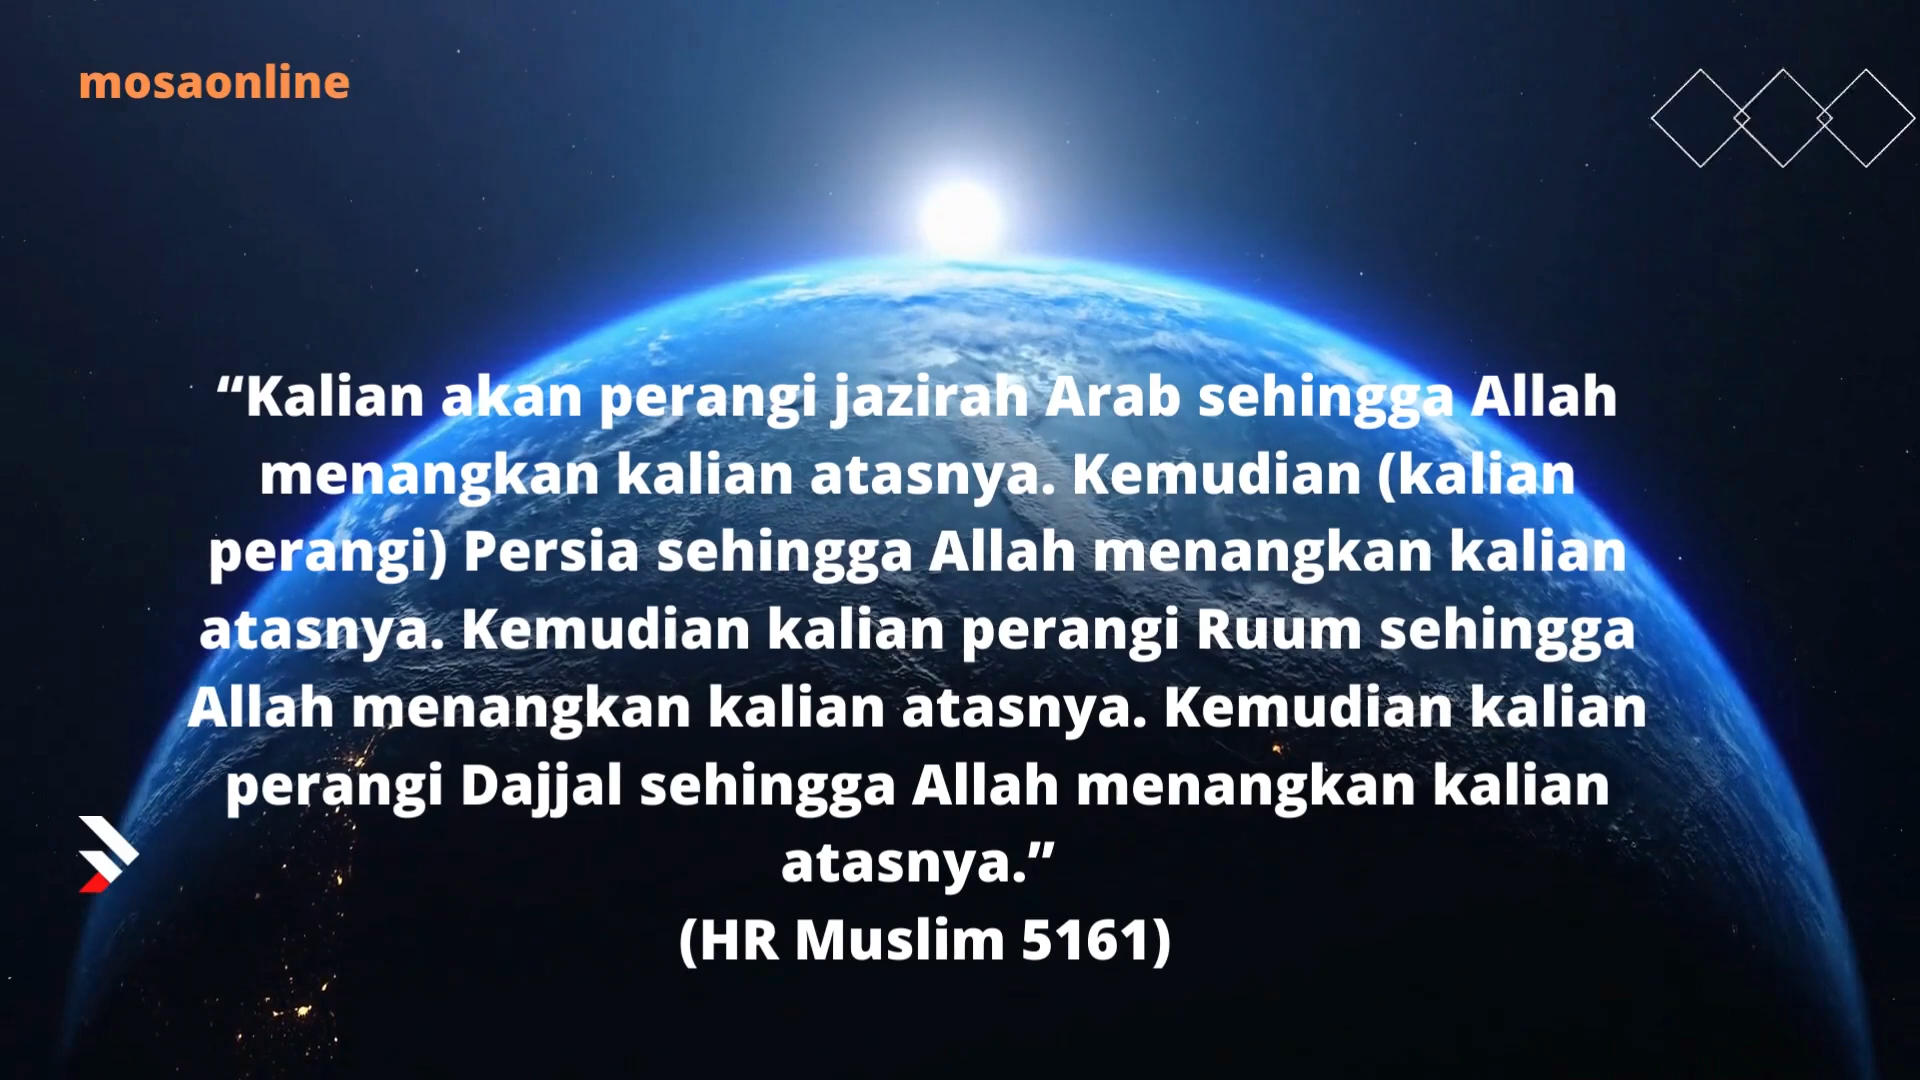 mosaonline
“Kalian akan perangi jazirah Arab sehingga Allah
menangkan kalian atasnya. Kemudian (kalian
perangi) Persia sehingga Allah menangkan kalian
atasnya. Kemudian kalian perangi Ruum sehingga
Allah menangkan kalian atasnya. Kemudian kalian
perangi Dajjal sehingga Allah menangkan kalian
atasnya.”
(HR Muslim 5161)